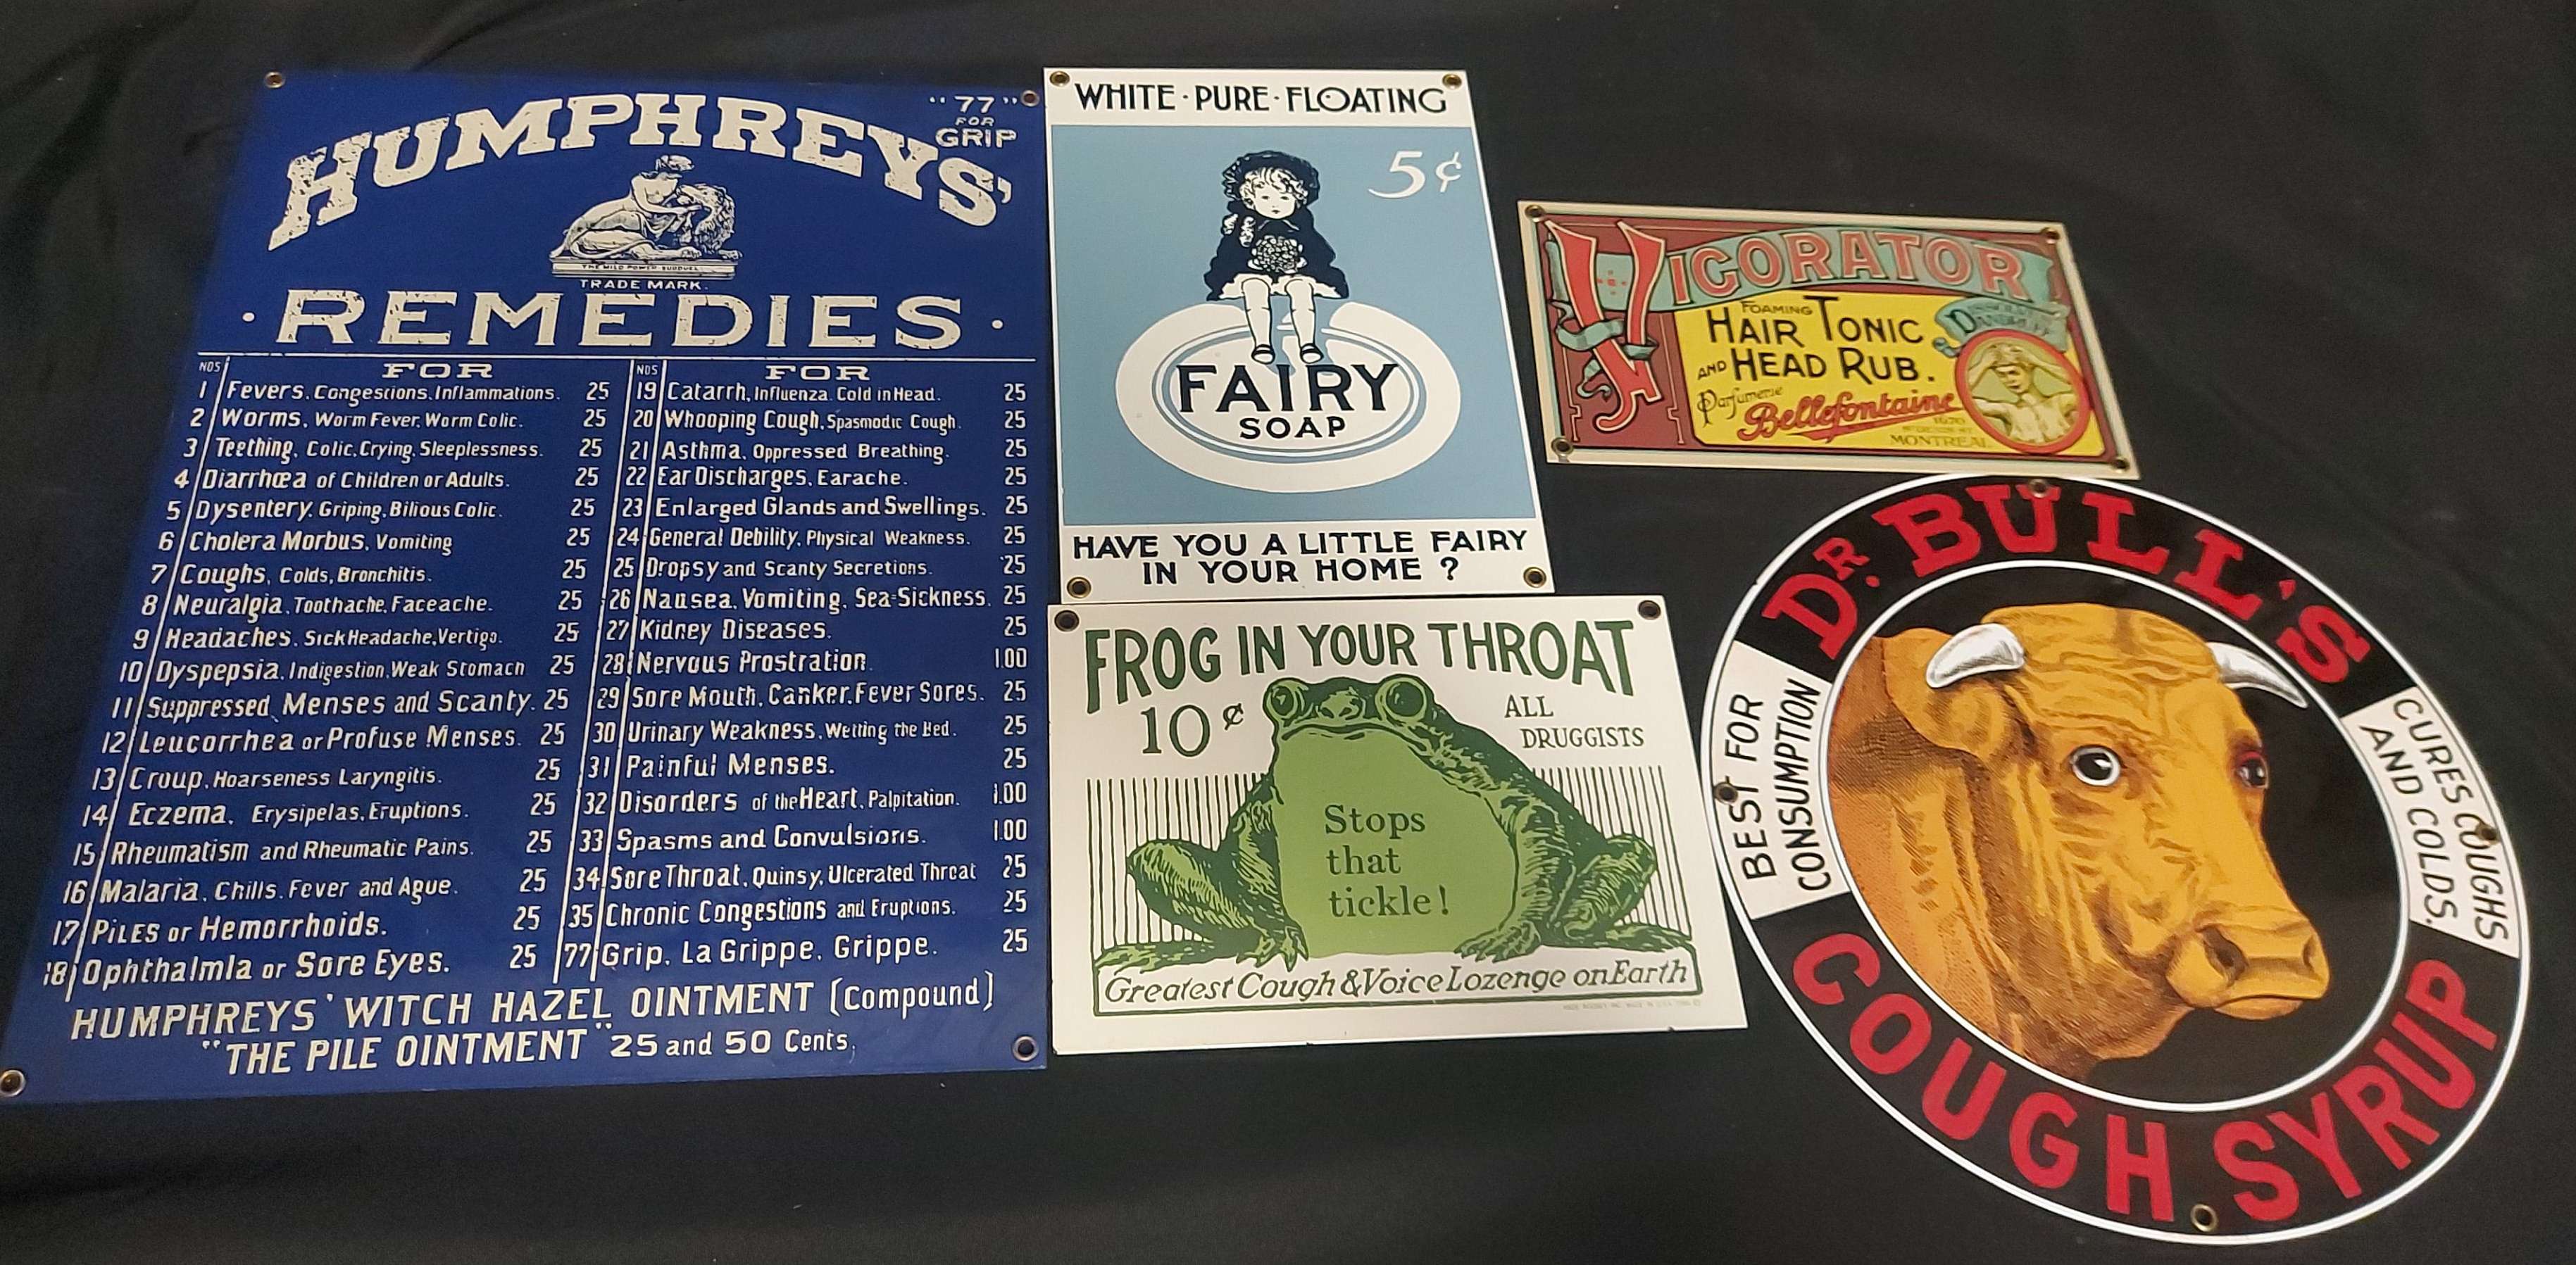 HUMPHREYS'
"77"
FOR
GRIP
THE MILD POWER SUBDUES.
TRADE MARK.
· REMEDIES ·
NOS FOR
1 Fevers, Congestions, Inflammations. 25
2 Worms, Worm Fever, Worm Colic. 25
3 Teething, Colic, Crying, Sleeplessness. 25
4 Diarrhœa of Children or Adults. 25
5 Dysentery, Griping, Bilious Colic. 25
6 Cholera Morbus, Vomiting 25
7 Coughs, Colds, Bronchitis. 25
8 Neuralgia, Toothache, Faceache. 25
9 Headaches, Sick Headache, Vertigo. 25
10 Dyspepsia, Indigestion, Weak Stomach 25
11 Suppressed Menses and Scanty. 25
12 Leucorrhea or Profuse Menses. 25
13 Croup, Hoarseness Laryngitis. 25
14 Eczema, Erysipelas, Eruptions. 25
15 Rheumatism and Rheumatic Pains. 25
16 Malaria, Chills, Fever and Ague. 25
17 PiLES or Hemorrhoids. 25
18 Ophthalmla or Sore Eyes. 25
NOS FOR
19 Catarrh, Influenza. Cold in Head. 25
20 Whooping Cough, Spasmodic Cough. 25
21 Asthma, Oppressed Breathing. 25
22 Ear Discharges, Earache. 25
23 Enlarged Glands and Swellings. 25
24 General Debility, Physical Weakness. 25
25 Dropsy and Scanty Secretions. 25
26 Nausea, Vomiting, Sea-Sickness. 25
27 Kidney Diseases. 25
28 Nervous Prostration. 1.00
29 Sore Mouth, Canker, Fever Sores. 25
30 Urinary Weakness, Wetting the Bed. 25
31 Painful Menses. 25
32 Disorders of the Heart, Palpitation. 1.00
33 Spasms and Convulsions. 1.00
34 Sore Throat, Quinsy, Ulcerated Throat 25
35 Chronic Congestions and Eruptions. 25
77 Grip, La Grippe, Grippe. 25
HUMPHREYS' WITCH HAZEL OINTMENT (Compound)
"THE PILE OINTMENT" 25 and 50 Cents.
WHITE · PURE · FLOATING
5¢
FAIRY
SOAP
HAVE YOU A LITTLE FAIRY
IN YOUR HOME ?
FROG IN YOUR THROAT
10¢
ALL
DRUGGISTS
Stops
that
tickle!
Greatest Cough & Voice Lozenge on Earth
VIGORATOR
FOAMING
HAIR TONIC
AND HEAD RUB.
DISSOLVES
DANDRUFF
Parfumerie
Bellefontaine
MONTREAL
DR. BULL'S
BEST FOR
CONSUMPTION
CURES COUGHS
AND COLDS.
COUGH SYRUP